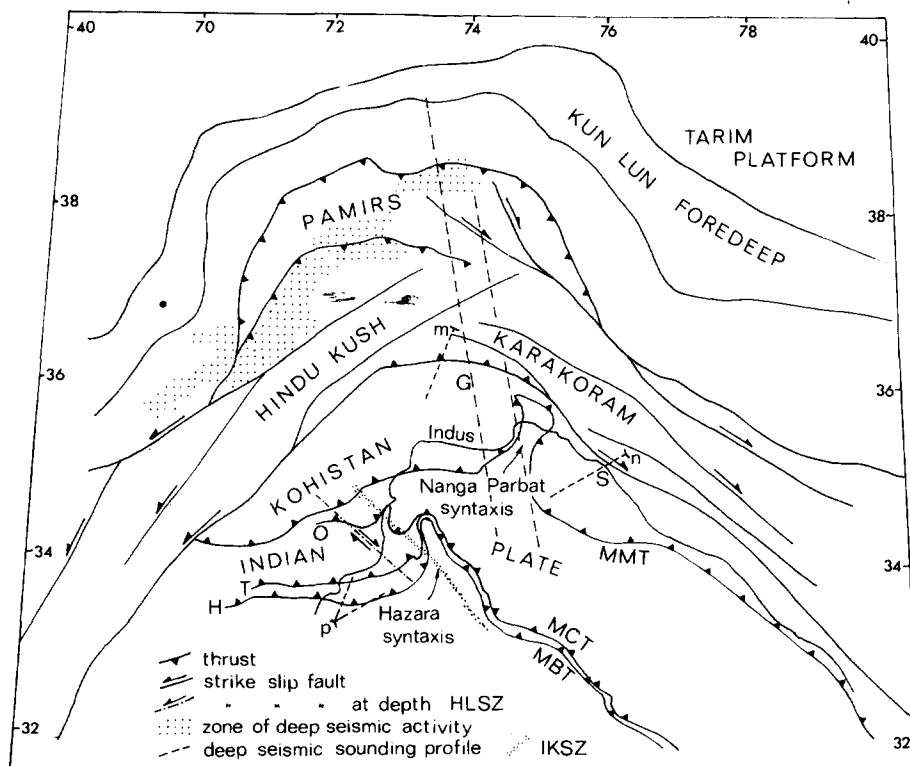 40 70 72 74 76 78 40
TARIM
PLATFORM
KUN LUN FOREDEEP
38 PAMIRS 38
HINDU KUSH
m
KARAKORAM
36 G 36
Indus
n
KOHISTAN
S
Nanga Parbat
syntaxis
O
34 INDIAN PLATE MMT 34
T
H
p
Hazara
syntaxis
MCT
MBT
thrust
strike slip fault
" " " at depth HLSZ
32 zone of deep seismic activity 32
deep seismic sounding profile IKSZ